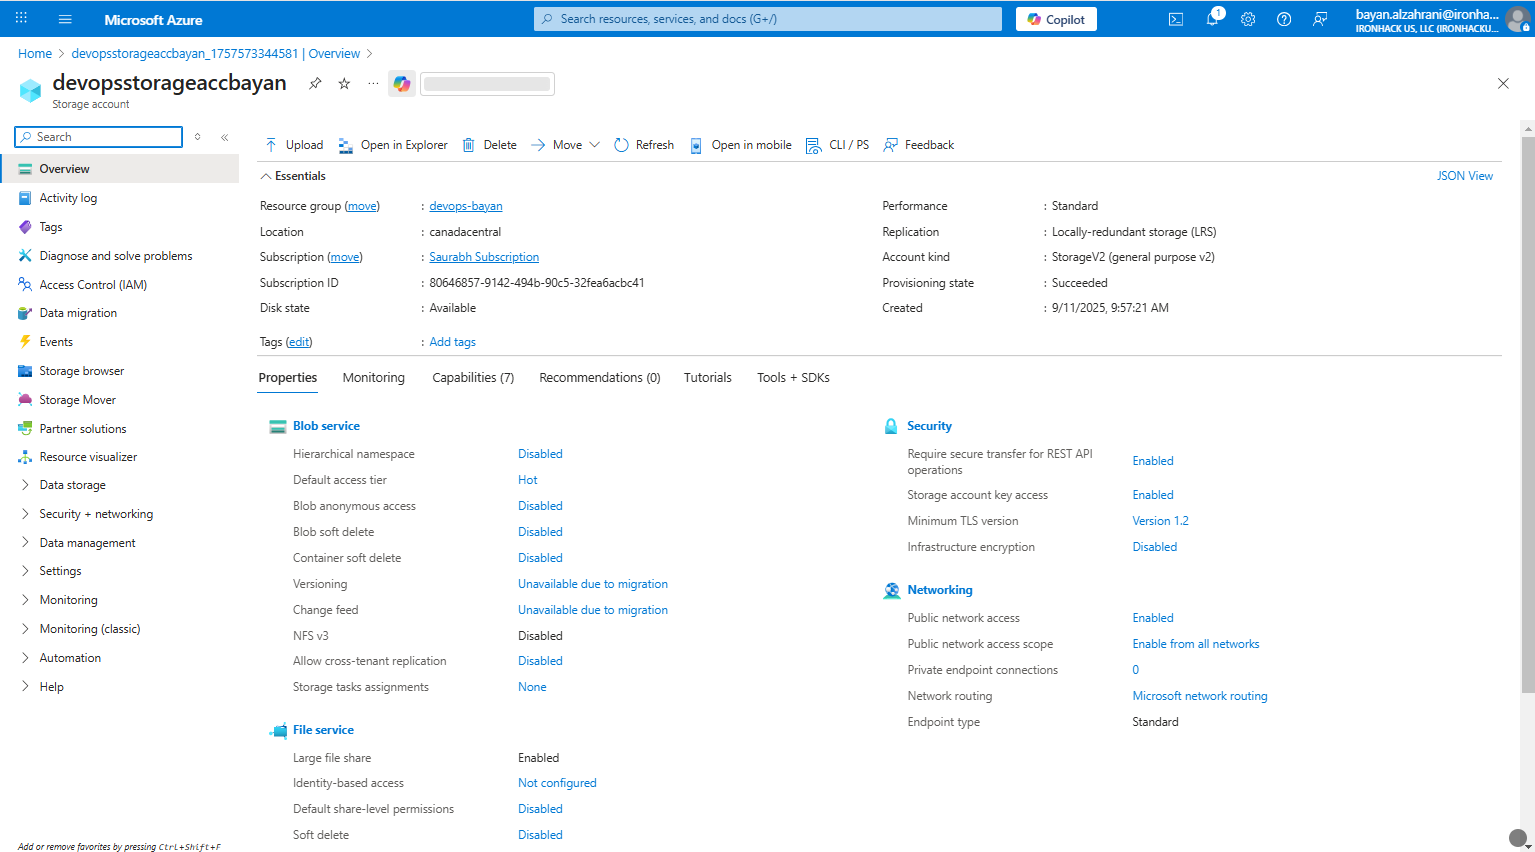 Microsoft Azure
Search resources, services, and docs (G+/)
Copilot
1
bayan.alzahrani@ironha...
IRONHACK US, LLC (IRONHACKU...
Home > devopsstorageaccbayan_1757573344581 | Overview >
devopsstorageaccbayan
Storage account
Search
Overview
Activity log
Tags
Diagnose and solve problems
Access Control (IAM)
Data migration
Events
Storage browser
Storage Mover
Partner solutions
Resource visualizer
Data storage
Security + networking
Data management
Settings
Monitoring
Monitoring (classic)
Automation
Help
Add or remove favorites by pressing Ctrl+Shift+F
Upload Open in Explorer Delete Move Refresh Open in mobile CLI / PS Feedback
Essentials
JSON View
Resource group (move) : devops-bayan
Location : canadacentral
Subscription (move) : Saurabh Subscription
Subscription ID : 80646857-9142-494b-90c5-32fea6acbc41
Disk state : Available
Performance : Standard
Replication : Locally-redundant storage (LRS)
Account kind : StorageV2 (general purpose v2)
Provisioning state : Succeeded
Created : 9/11/2025, 9:57:21 AM
Tags (edit) : Add tags
Properties Monitoring Capabilities (7) Recommendations (0) Tutorials Tools + SDKs
Blob service
Hierarchical namespace Disabled
Default access tier Hot
Blob anonymous access Disabled
Blob soft delete Disabled
Container soft delete Disabled
Versioning Unavailable due to migration
Change feed Unavailable due to migration
NFS v3 Disabled
Allow cross-tenant replication Disabled
Storage tasks assignments None
File service
Large file share Enabled
Identity-based access Not configured
Default share-level permissions Disabled
Soft delete Disabled
Security
Require secure transfer for REST API
operations Enabled
Storage account key access Enabled
Minimum TLS version Version 1.2
Infrastructure encryption Disabled
Networking
Public network access Enabled
Public network access scope Enable from all networks
Private endpoint connections 0
Network routing Microsoft network routing
Endpoint type Standard